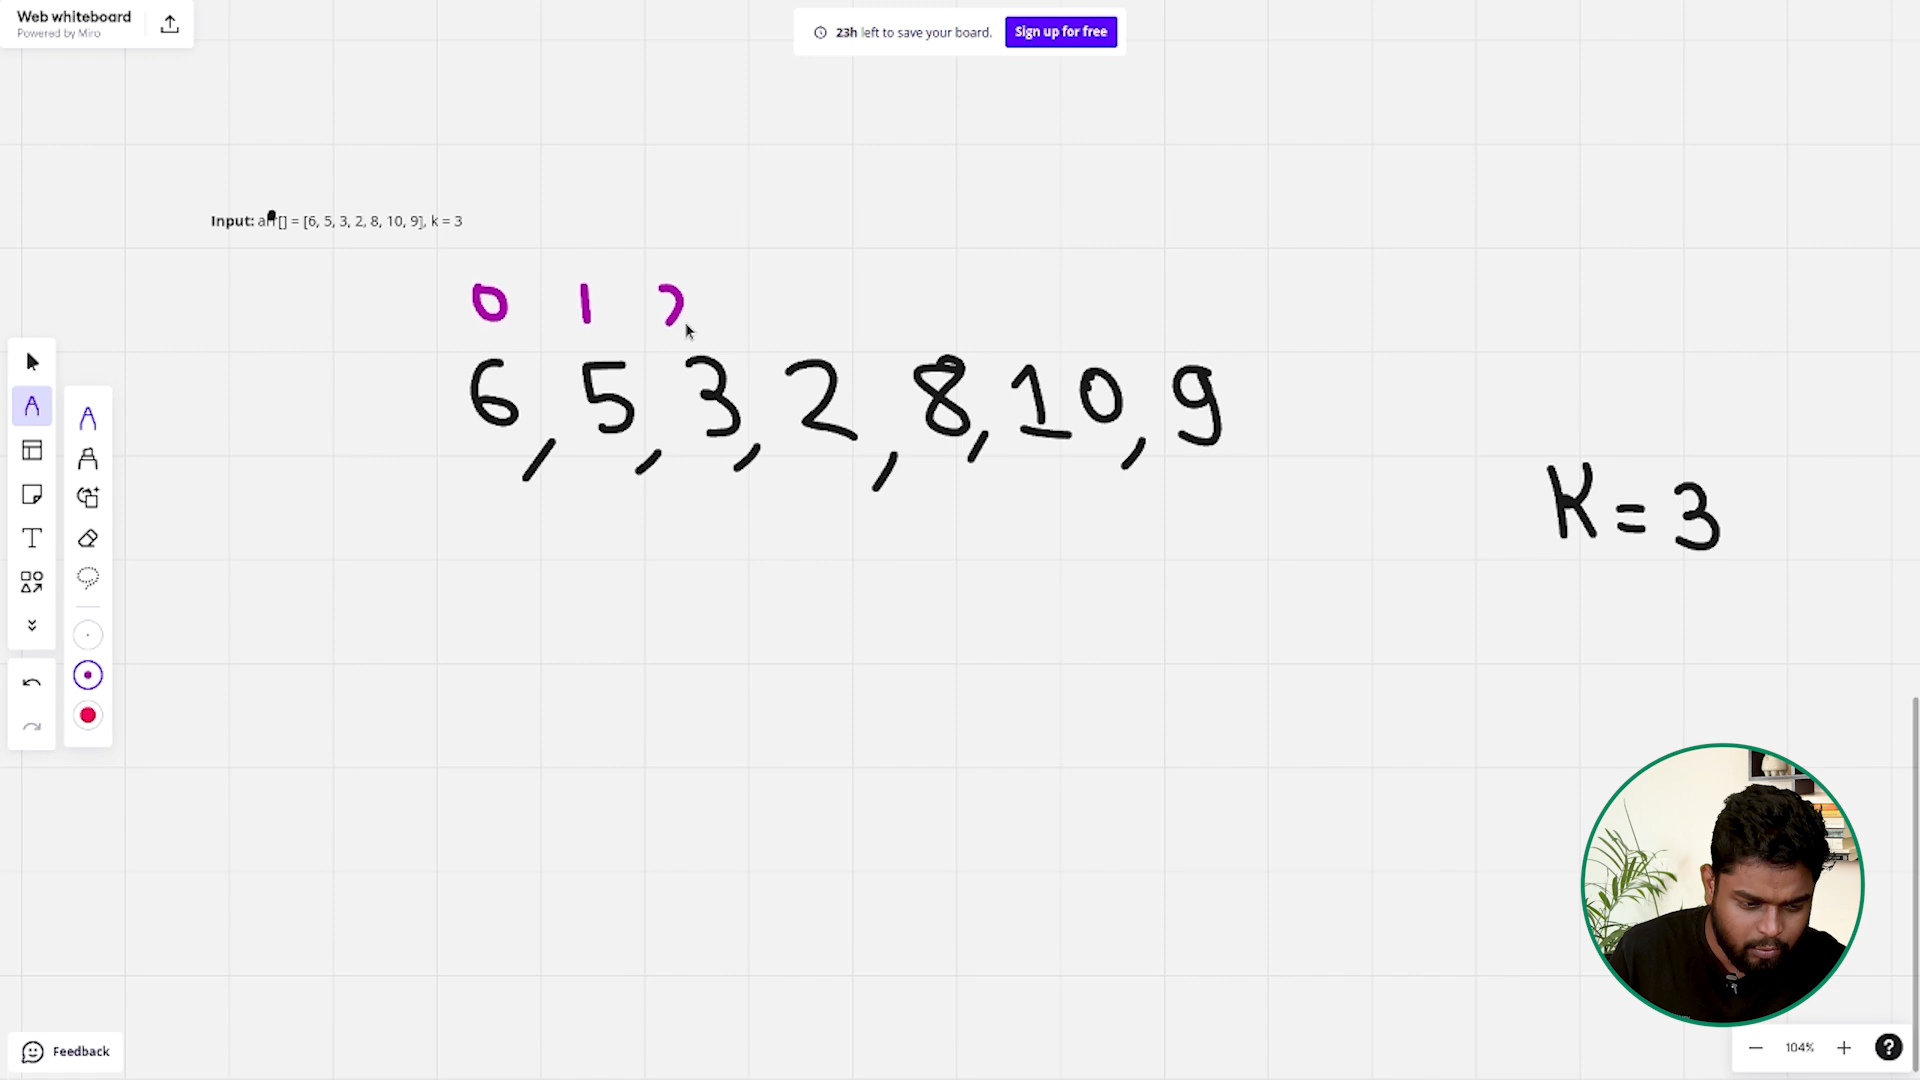 Web whiteboard
Powered by Miro
23h left to save your board.
Sign up for free
Input: arr[] = [6, 5, 3, 2, 8, 10, 9], k = 3
0 1
6, 5, 3, 2, 8, 10, 9
K = 3
Feedback
104%